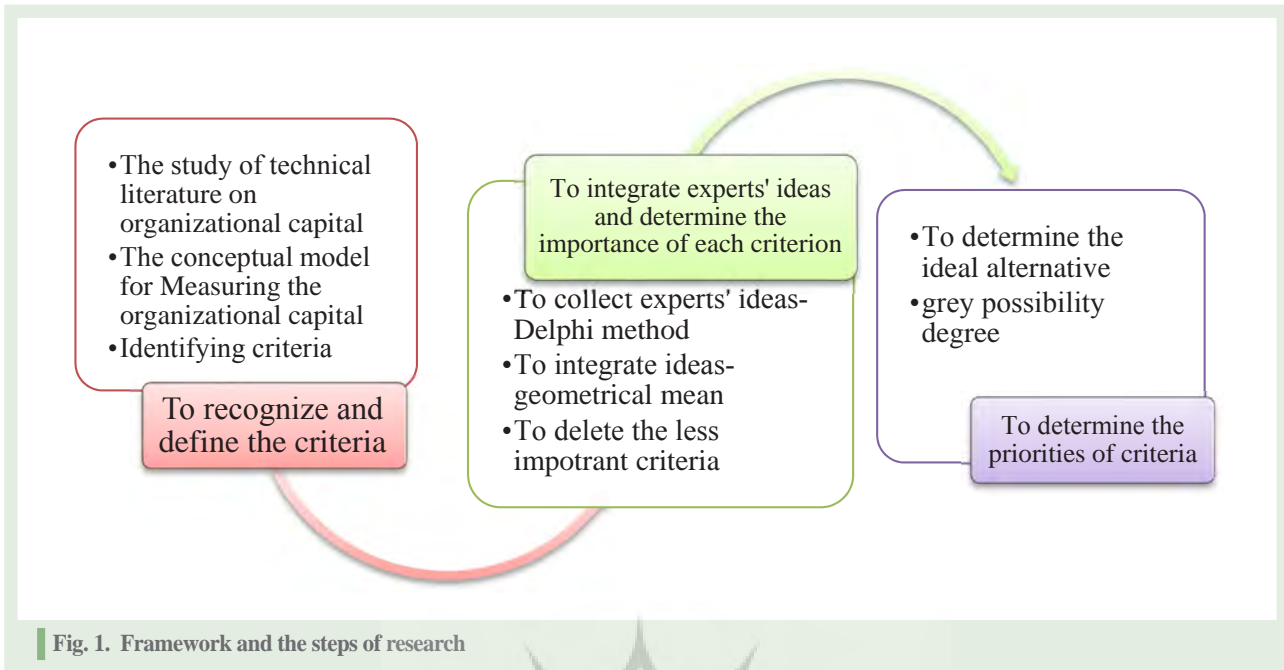 •The study of technical
literature on
organizational capital
•The conceptual model
for Measuring the
organizational capital
•Identifying criteria
To recognize and
define the criteria
To integrate experts' ideas
and determine the
importance of each criterion
•To collect experts' ideas-
Delphi method
•To integrate ideas-
geometrical mean
•To delete the less
impotrant criteria
•To determine the
ideal alternative
•grey possibility
degree
To determine the
priorities of criteria
Fig. 1. Framework and the steps of research